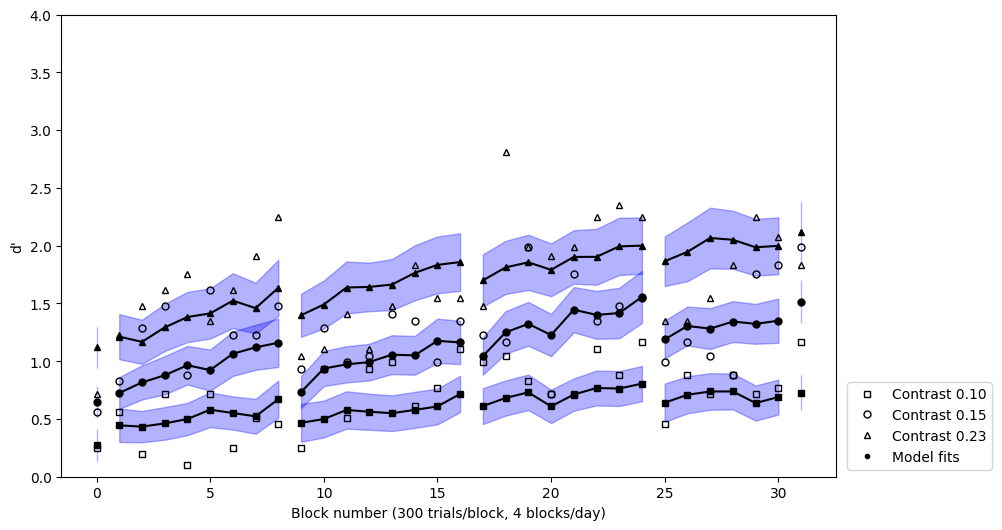 4.0
3.5
3.0
2.5
2.0
1.5
1.0
0.5
0.0
d'
0 5 10 15 20 25 30
Block number (300 trials/block, 4 blocks/day)
Contrast 0.10
Contrast 0.15
Contrast 0.23
Model fits